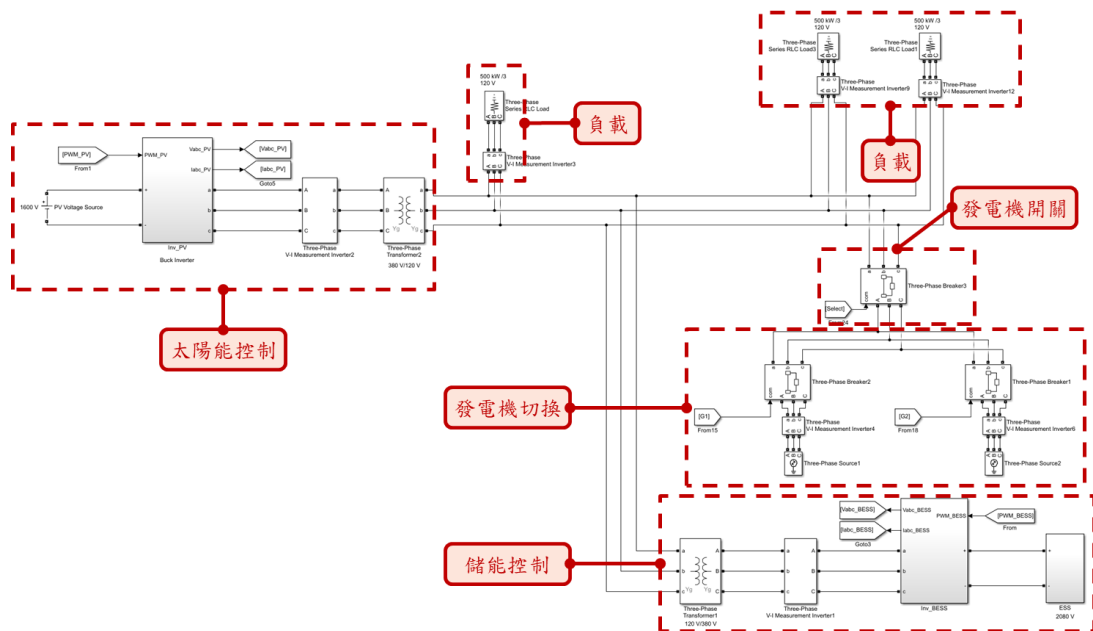 500 kW /3
120 V
Three-Phase
Series RLC Load3
A B C
a b c
Three-Phase
V-I Measurement Inverter9
A B C
500 kW /3
120 V
Three-Phase
Series RLC Load1
A B C
a b c
Three-Phase
V-I Measurement Inverter12
A B C
負載
500 kW /3
120 V
Three-Phase
Series RLC Load
A B C
a b c
Three-Phase
V-I Measurement Inverter3
A B C
負載
[PWM_PV]
From1
PWM_PV
Vabc_PV
Iabc_PV
+
-
a
b
c
Inv_PV
Buck Inverter
[Vabc_PV]
[Iabc_PV]
Goto5
1600 V
PV Voltage Source
A
B
C
a
b
c
Three-Phase
V-I Measurement Inverter2
A
B
C
Yg
Yg
a
b
c
Three-Phase
Transformer2
380 V/120 V
太陽能控制
發電機開關
a b c
com
A B C
Three-Phase Breaker3
[Select]
發電機切換
a b c
com
A B C
Three-Phase Breaker2
[G1]
From15
a b c
Three-Phase
V-I Measurement Inverter4
A B C
A B C
Three-Phase Source1
a b c
com
A B C
Three-Phase Breaker1
[G2]
From18
a b c
Three-Phase
V-I Measurement Inverter6
A B C
A B C
Three-Phase Source2
儲能控制
[Vabc_BESS]
[Iabc_BESS]
Goto3
Vabc_BESS
Iabc_BESS
PWM_BESS
[PWM_BESS]
From
a
b
c
Yg
Yg
A
B
C
Three-Phase
Transformer1
120 V/380 V
a
b
c
A
B
C
Three-Phase
V-I Measurement Inverter1
a
b
c
+
-
Inv_BESS
+
-
ESS
2080 V